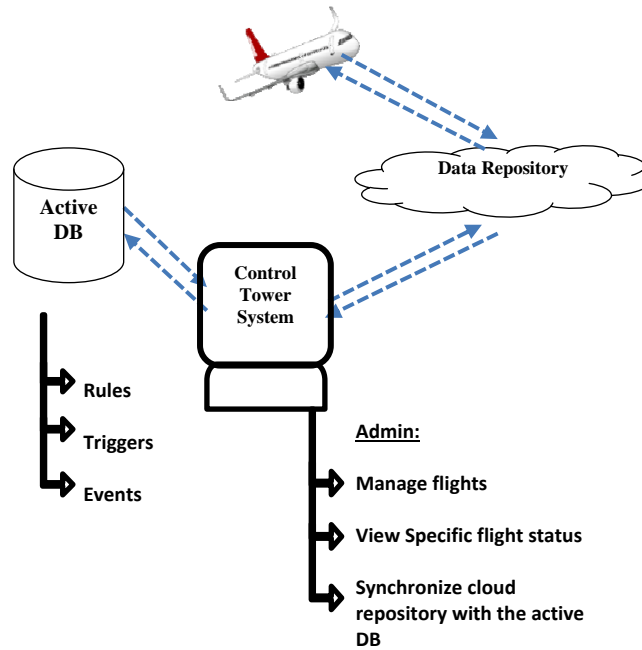 Data Repository
Active
DB
Control
Tower
System
Rules
Triggers
Events
Admin:
Manage flights
View Specific flight status
Synchronize cloud
repository with the active
DB